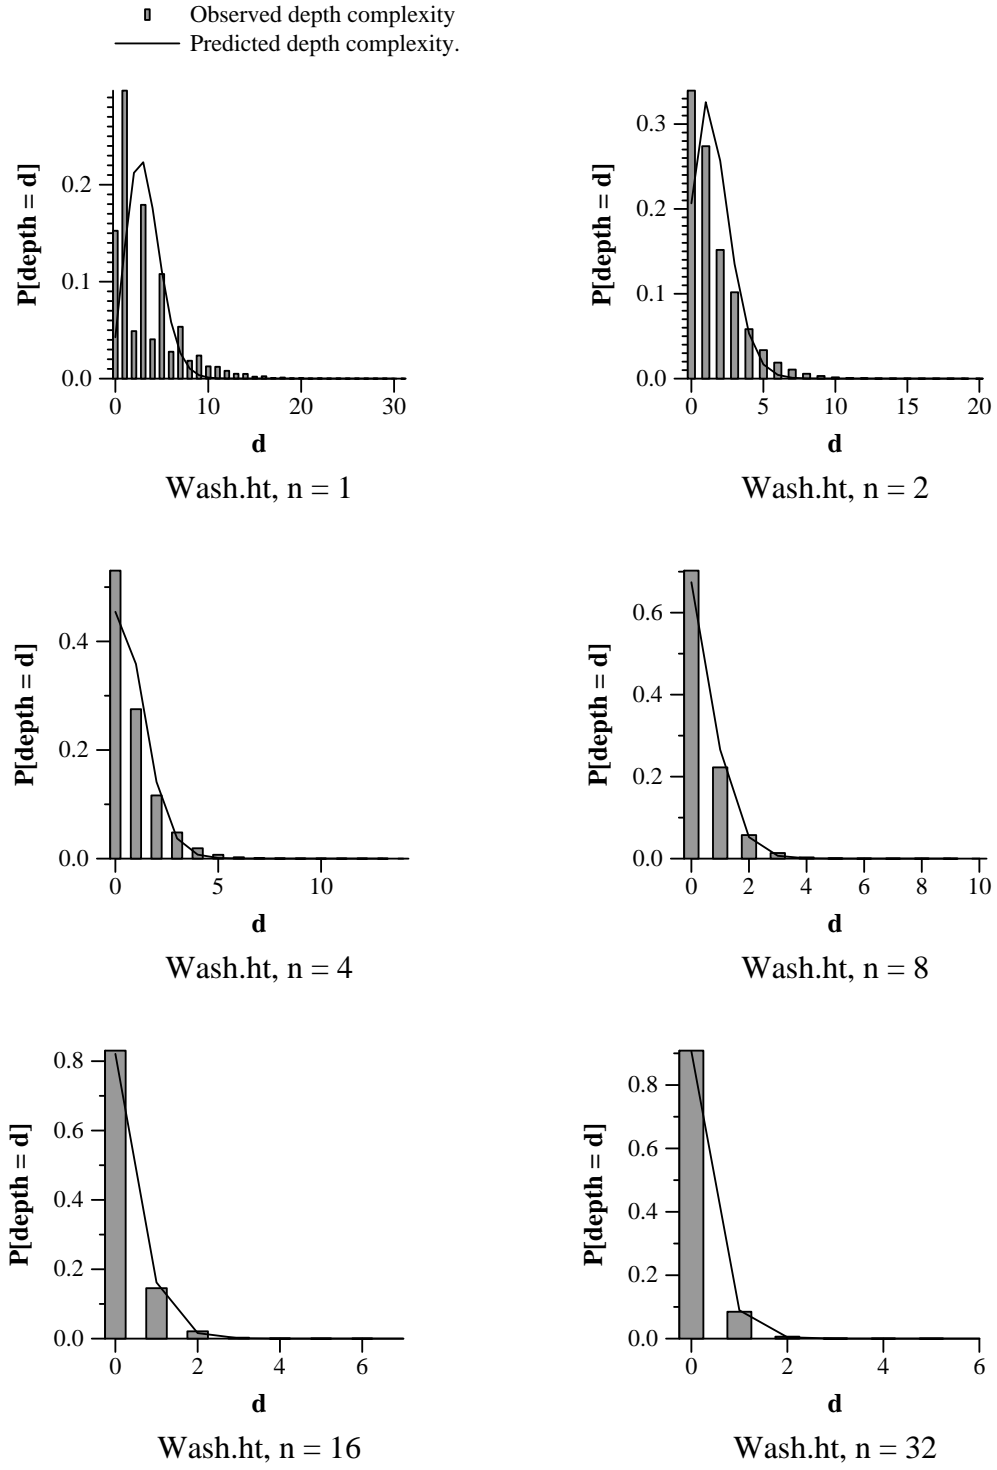 Observed depth complexity
Predicted depth complexity.
P[depth = d]
0.2
0.1
0.0
0 10 20 30
d
Wash.ht, n = 1
P[depth = d]
0.3
0.2
0.1
0.0
0 5 10 15 20
d
Wash.ht, n = 2
P[depth = d]
0.4
0.2
0.0
0 5 10
d
Wash.ht, n = 4
P[depth = d]
0.6
0.4
0.2
0.0
0 2 4 6 8 10
d
Wash.ht, n = 8
P[depth = d]
0.8
0.6
0.4
0.2
0.0
0 2 4 6
d
Wash.ht, n = 16
P[depth = d]
0.8
0.6
0.4
0.2
0.0
0 2 4 6
d
Wash.ht, n = 32